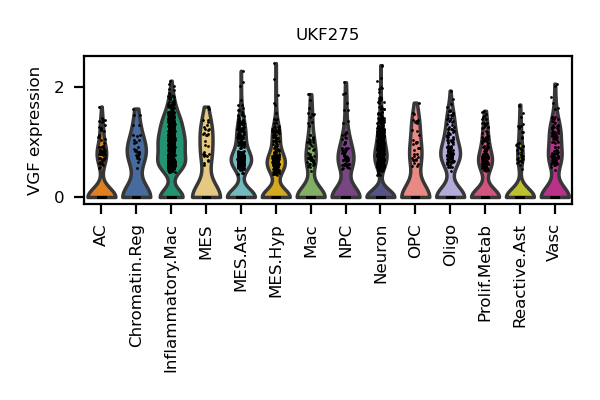 UKF275
VGF expression
2
0
AC
Chromatin.Reg
Inflammatory.Mac
MES
MES.Ast
MES.Hyp
Mac
NPC
Neuron
OPC
Oligo
Prolif.Metab
Reactive.Ast
Vasc